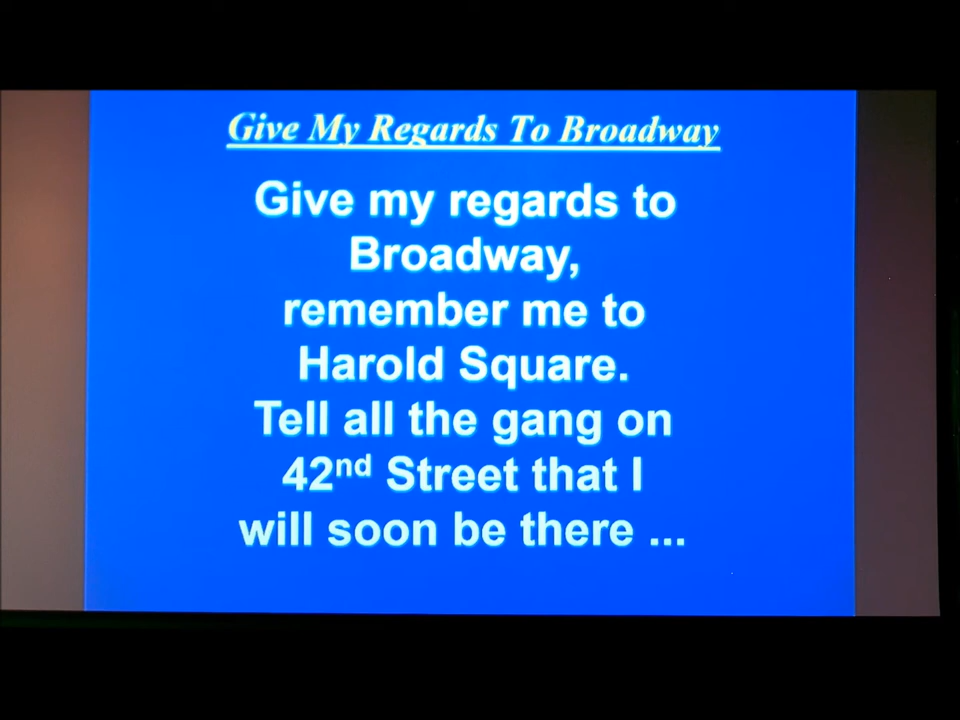 Give My Regards To Broadway
Give my regards to
Broadway,
remember me to
Harold Square.
Tell all the gang on
42nd Street that I
will soon be there ...